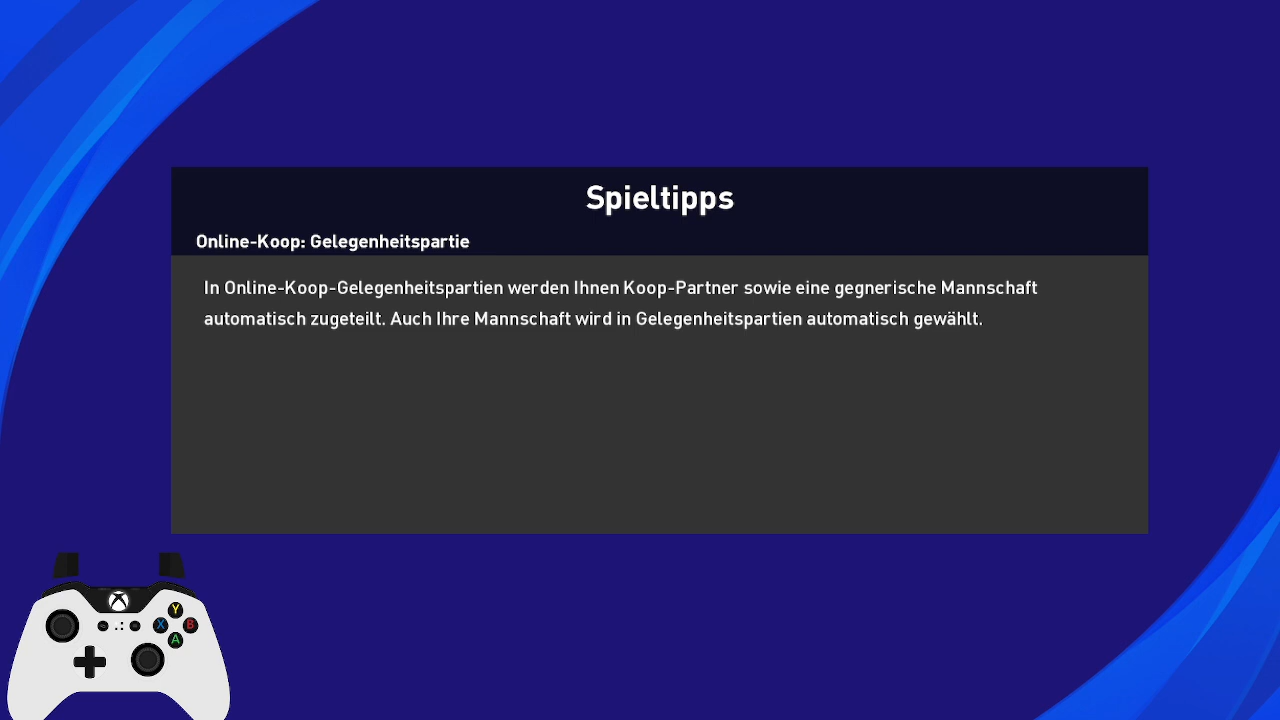 Spieltipps
Online-Koop: Gelegenheitspartie
In Online-Koop-Gelegenheitspartien werden Ihnen Koop-Partner sowie eine gegnerische Mannschaft
automatisch zugeteilt. Auch Ihre Mannschaft wird in Gelegenheitspartien automatisch gewählt.
Y
X B
A